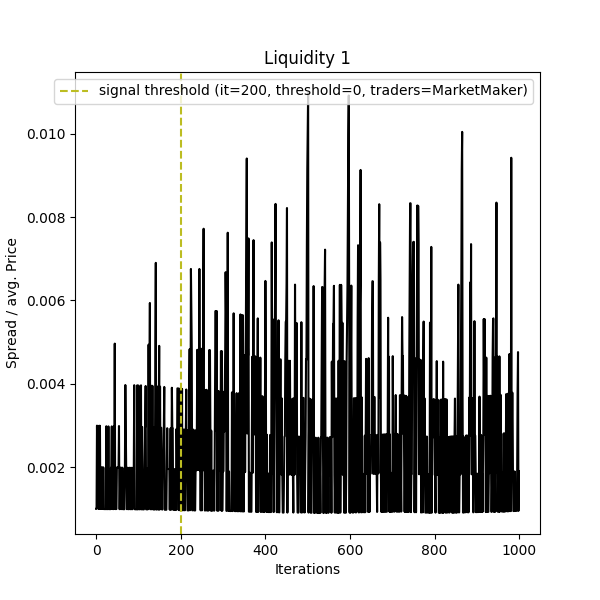 Liquidity 1
signal threshold (it=200, threshold=0, traders=MarketMaker)
Spread / avg. Price
0.010
0.008
0.006
0.004
0.002
0 200 400 600 800 1000
Iterations